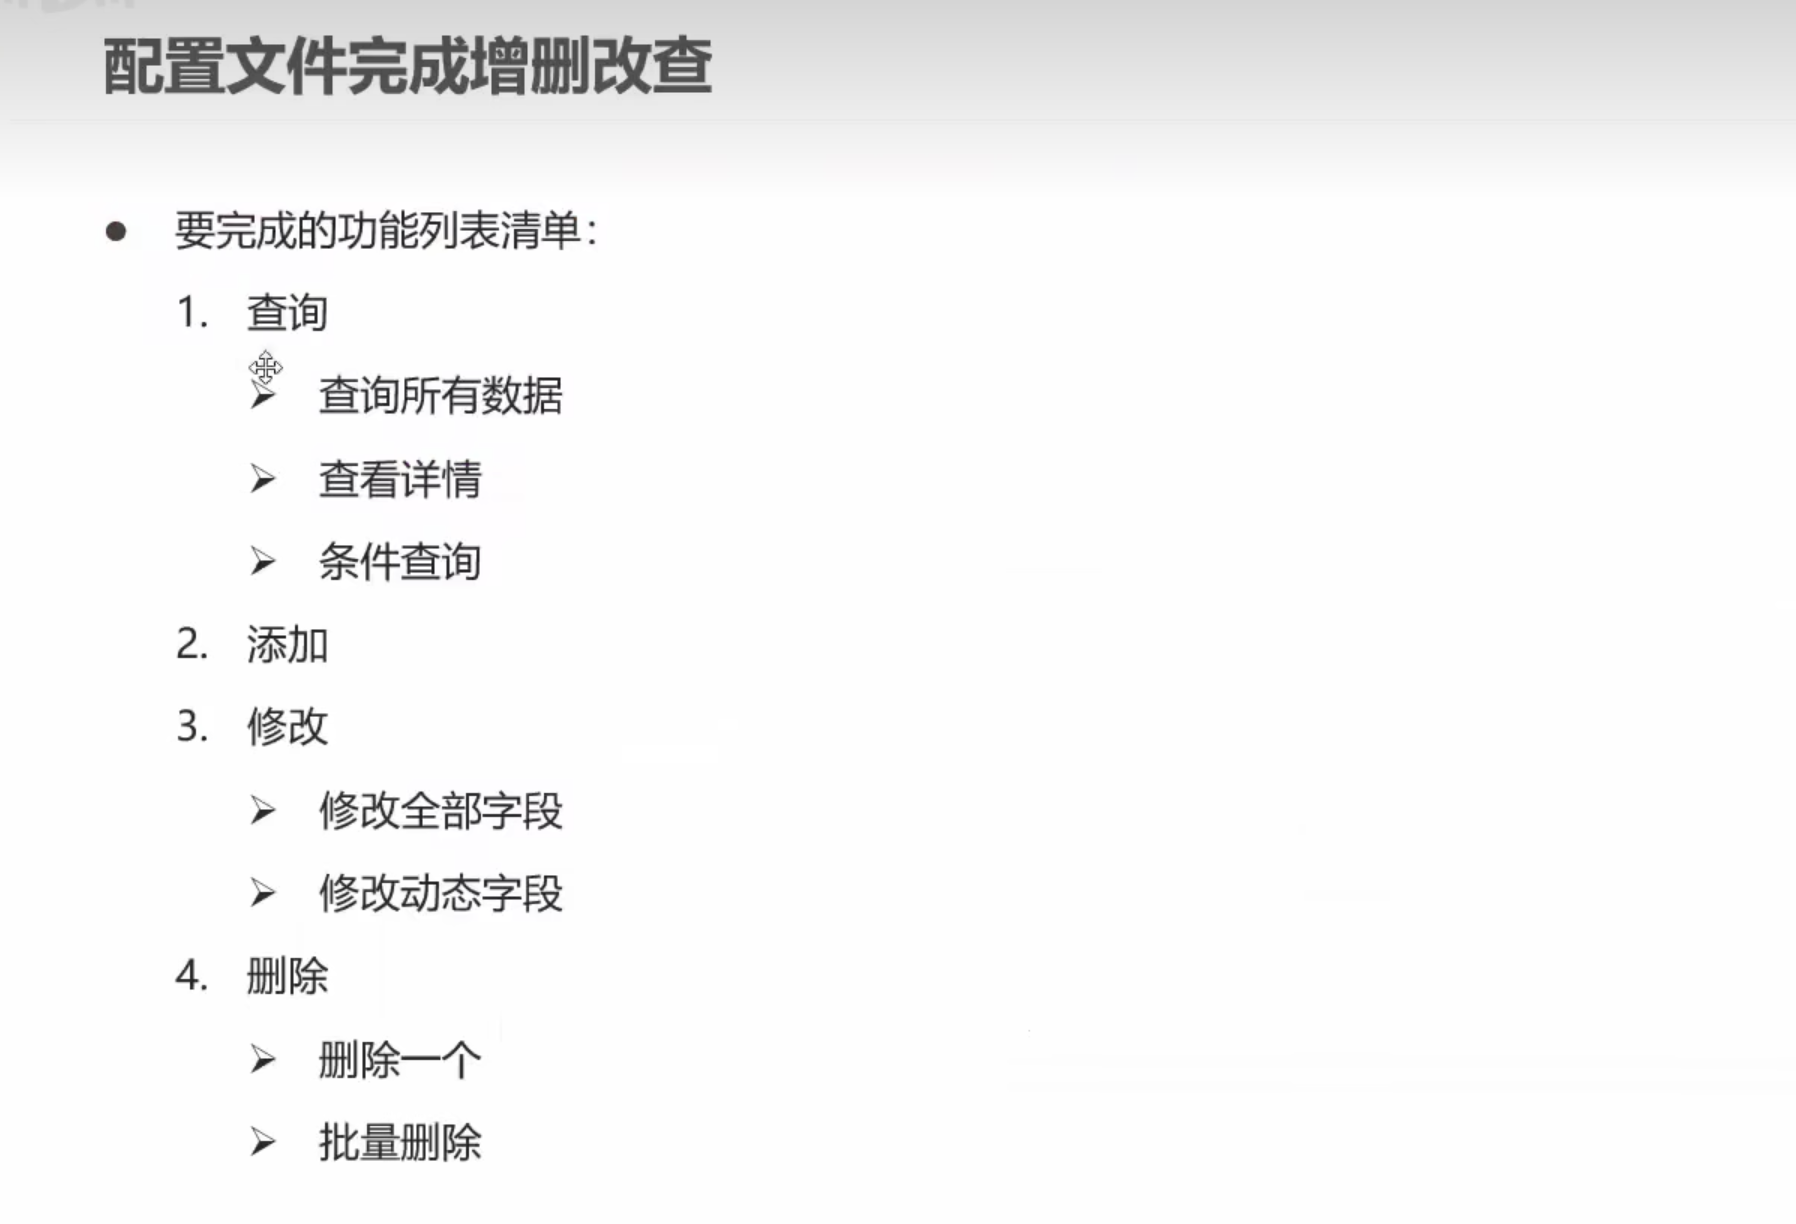 配置文件完成增删改查
● 要完成的功能列表清单：
1. 查询
➢ 查询所有数据
➢ 查看详情
➢ 条件查询
2. 添加
3. 修改
➢ 修改全部字段
➢ 修改动态字段
4. 删除
➢ 删除一个
➢ 批量删除